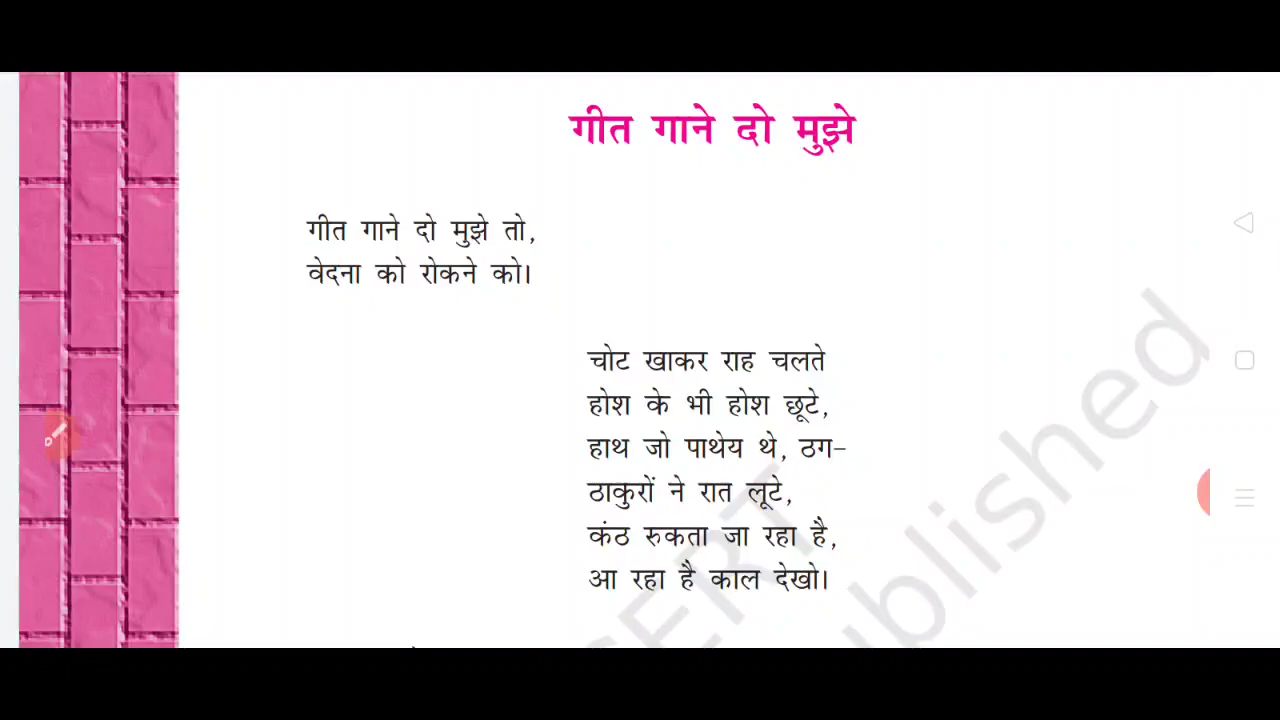 गीत गाने दो मुझे
गीत गाने दो मुझे तो,
वेदना को रोकने को।
चोट खाकर राह चलते
होश के भी होश छूटे,
हाथ जो पाथेय थे, ठग-
ठाकुरों ने रात लूटे,
कंठ रुकता जा रहा है,
आ रहा है काल देखो।